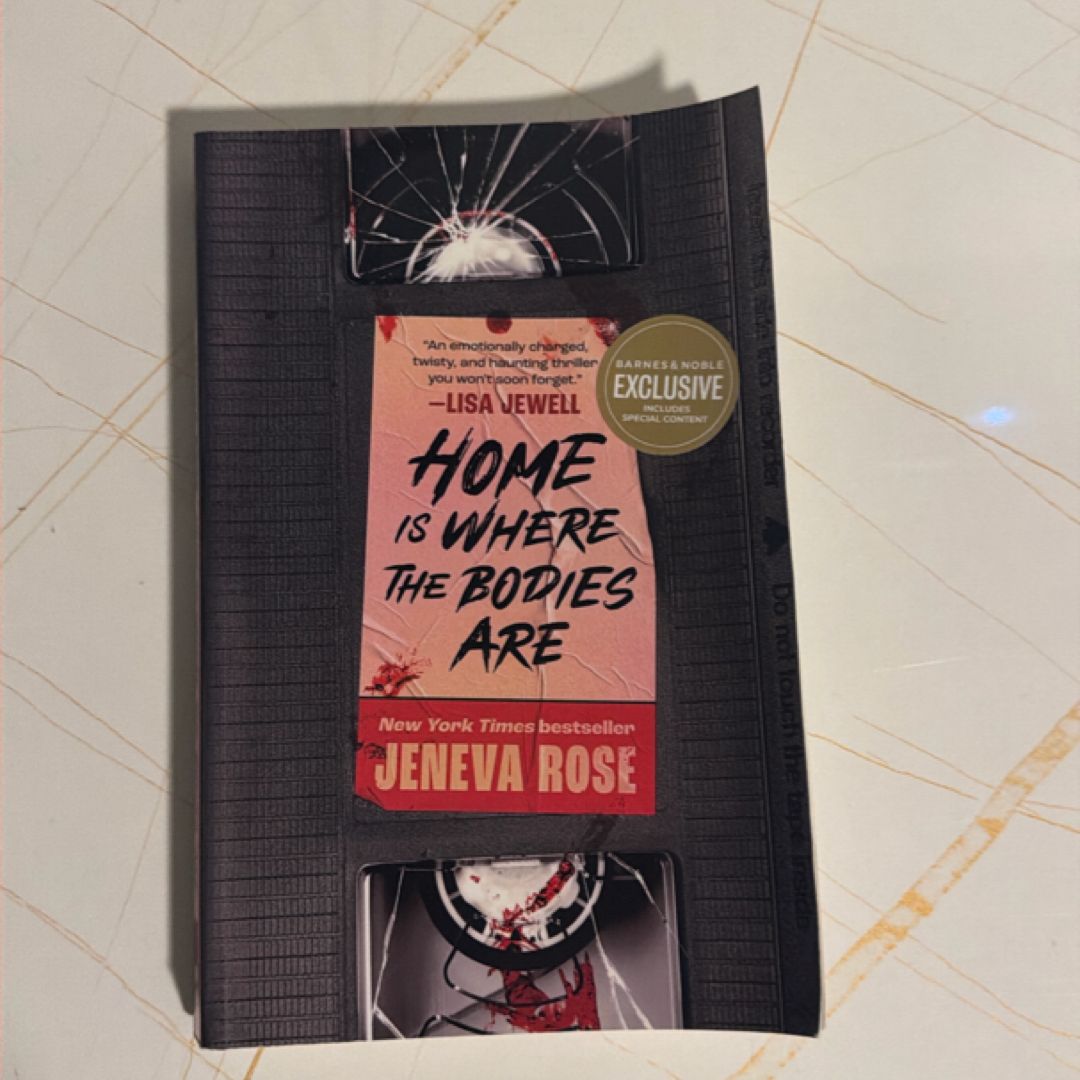 “An emotionally charged,
twisty, and haunting thriller
you won't soon forget.”
—LISA JEWELL
BARNES & NOBLE
EXCLUSIVE
INCLUDES
SPECIAL CONTENT
HOME
IS WHERE
THE BODIES
ARE
New York Times bestseller
JENEVA ROSE
Do not touch the tape inside